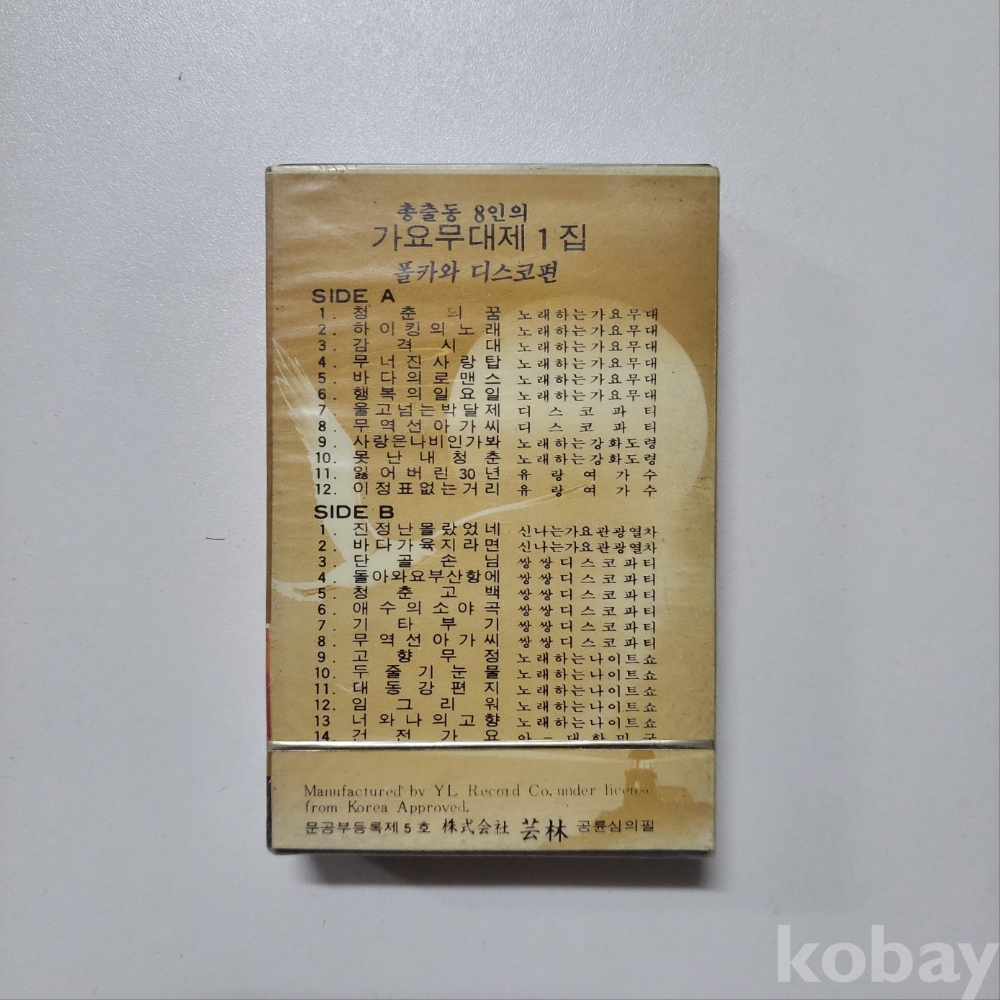 총출동 8인의
가요무대제1집
폴카와 디스코편
SIDE A
1. 청춘의꿈 노래하는가요무대
2. 하이킹의노래 노래하는가요무대
3. 감격시대 노래하는가요무대
4. 무너진사랑탑 노래하는가요무대
5. 바다의로맨스 노래하는가요무대
6. 행복의일요일 노래하는가요무대
7. 울고넘는박달제 디스코파티
8. 무역선아가씨 디스코파티
9. 사랑은나비인가봐 노래하는강화도령
10. 못난내청춘 노래하는강화도령
11. 잃어버린30년 유랑여가수
12. 이정표없는거리 유랑여가수
SIDE B
1. 진정난몰랐었네 신나는가요관광열차
2. 바다가육지라면 신나는가요관광열차
3. 단골손님 쌍쌍디스코파티
4. 돌아와요부산항에 쌍쌍디스코파티
5. 청춘고백 쌍쌍디스코파티
6. 애수의소야곡 쌍쌍디스코파티
7. 기타부기 쌍쌍디스코파티
8. 무역선아가씨 쌍쌍디스코파티
9. 고향무정 노래하는나이트쇼
10. 두줄기눈물 노래하는나이트쇼
11. 대동강편지 노래하는나이트쇼
12. 임그리워 노래하는나이트쇼
13 너와나의고향 노래하는나이트쇼
14. 건전가요 아-대한민국
Manufactured by YL Record Co. under license
from Korea Approved.
문공부등록제5호 株式会社 芸林 공륜심의필
kobay